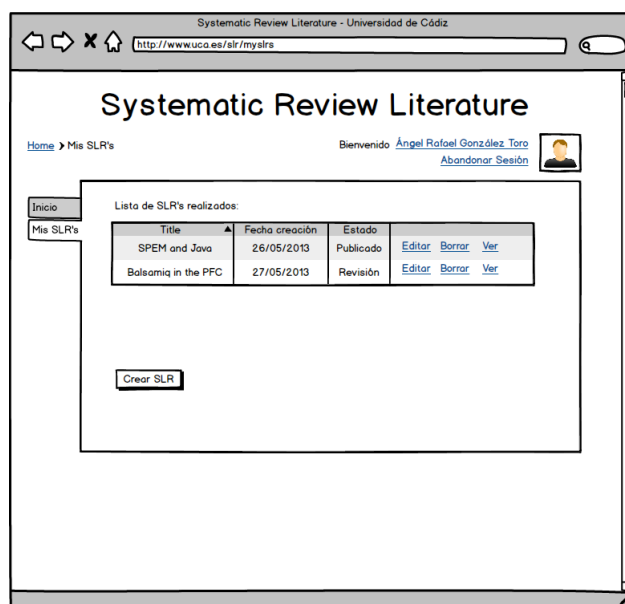 Systematic Review Literature - Universidad de Cádiz
http://www.uca.es/slr/myslrs
Systematic Review Literature
Home Mis SLR's
Bienvenido Ángel Rafael González Toro
Abandonar Sesión
Inicio
Mis SLR's
Lista de SLR's realizados:
Title Fecha creación Estado
SPEM and Java 26/05/2013 Publicado Editar Borrar Ver
Balsamiq in the PFC 27/05/2013 Revisión Editar Borrar Ver
Crear SLR